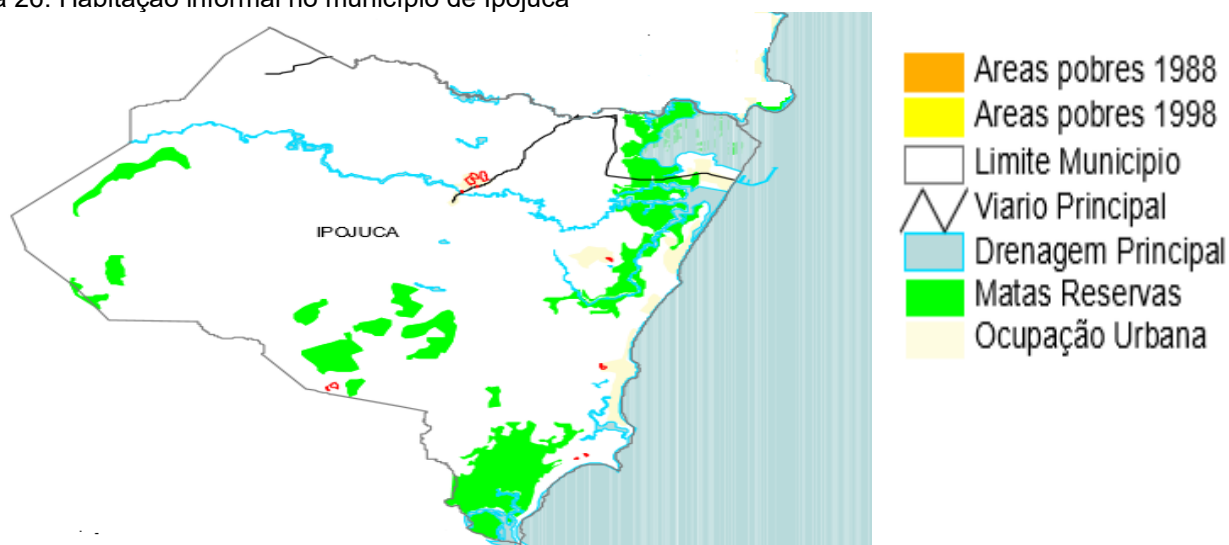 a 20: Habitação informal no município de Ipojuca
IPOJUCA
Areas pobres 1988
Areas pobres 1998
Limite Municipio
Viario Principal
Drenagem Principal
Matas Reservas
Ocupação Urbana